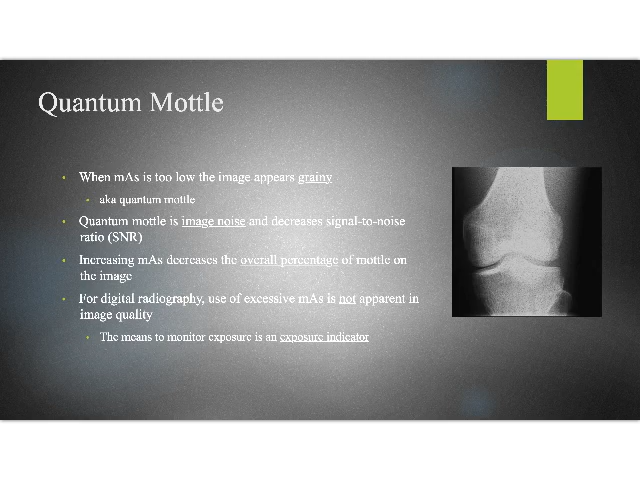 Quantum Mottle
When mAs is too low the image appears grainy
aka quantum mottle
Quantum mottle is image noise and decreases signal-to-noise
ratio (SNR)
Increasing mAs decreases the overall percentage of mottle on
the image
For digital radiography, use of excessive mAs is not apparent in
image quality
The means to monitor exposure is an exposure indicator